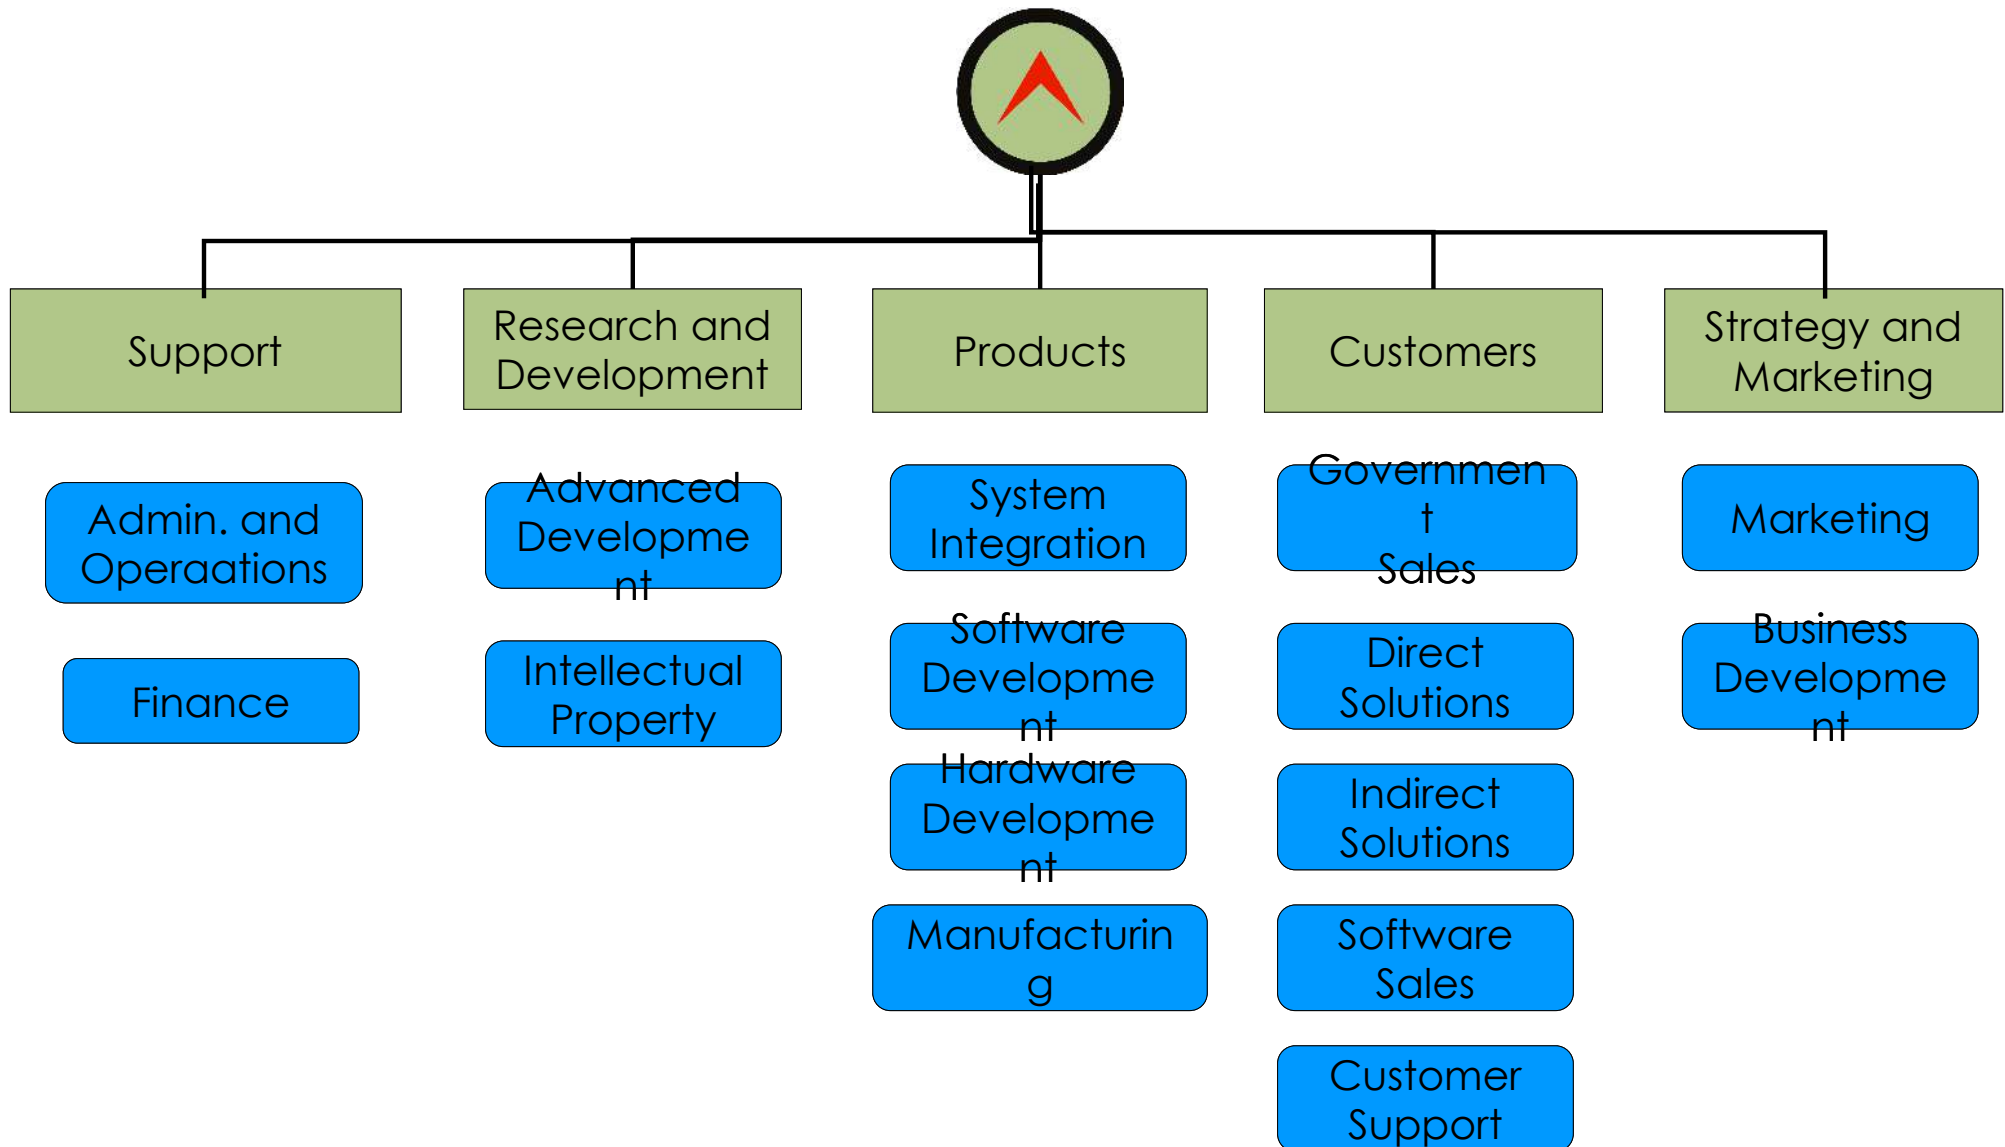 Support
Research and
Development
Products
Customers
Strategy and
Marketing
Admin. and
Operaations
Finance
Advanced
Developme
nt
Intellectual
Property
System
Integration
Software
Developme
nt
Hardware
Developme
nt
Manufacturin
g
Governmen
t
Sales
Direct
Solutions
Indirect
Solutions
Software
Sales
Customer
Support
Marketing
Business
Developme
nt